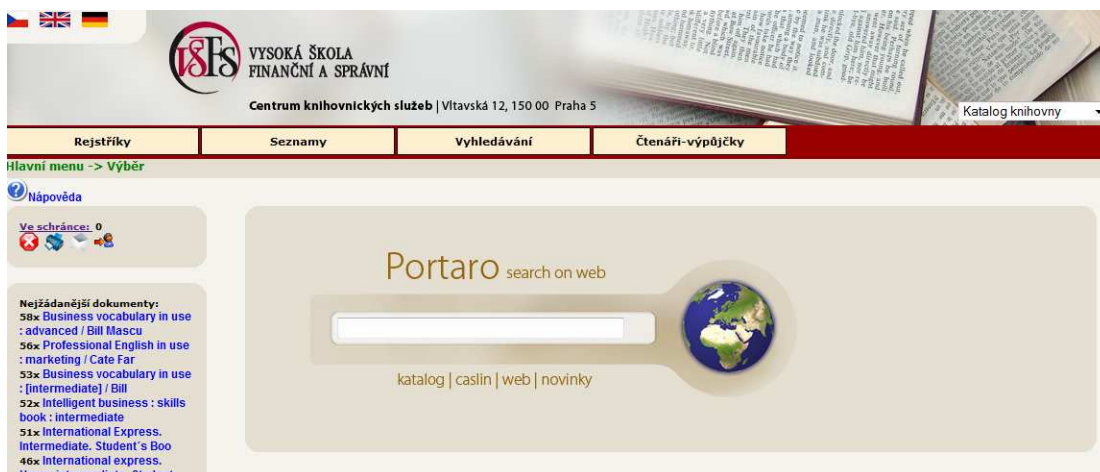 VŠFS
VYSOKÁ ŠKOLA
FINANČNÍ A SPRÁVNÍ
Centrum knihovnických služeb | Vltavská 12, 150 00 Praha 5
Katalog knihovny
Rejstříky
Seznamy
Vyhledávání
Čtenáři-výpůjčky
Hlavní menu -> Výběr
Nápověda
Ve schránce: 0
Nejžádanější dokumenty:
58x Business vocabulary in use
: advanced / Bill Mascu
56x Professional English in use
: marketing / Cate Far
53x Business vocabulary in use
: [intermediate] / Bill
52x Intelligent business : skills
book : intermediate
51x International Express.
Intermediate. Student´s Boo
46x International express.
Portaro search on web
katalog | caslin | web | novinky